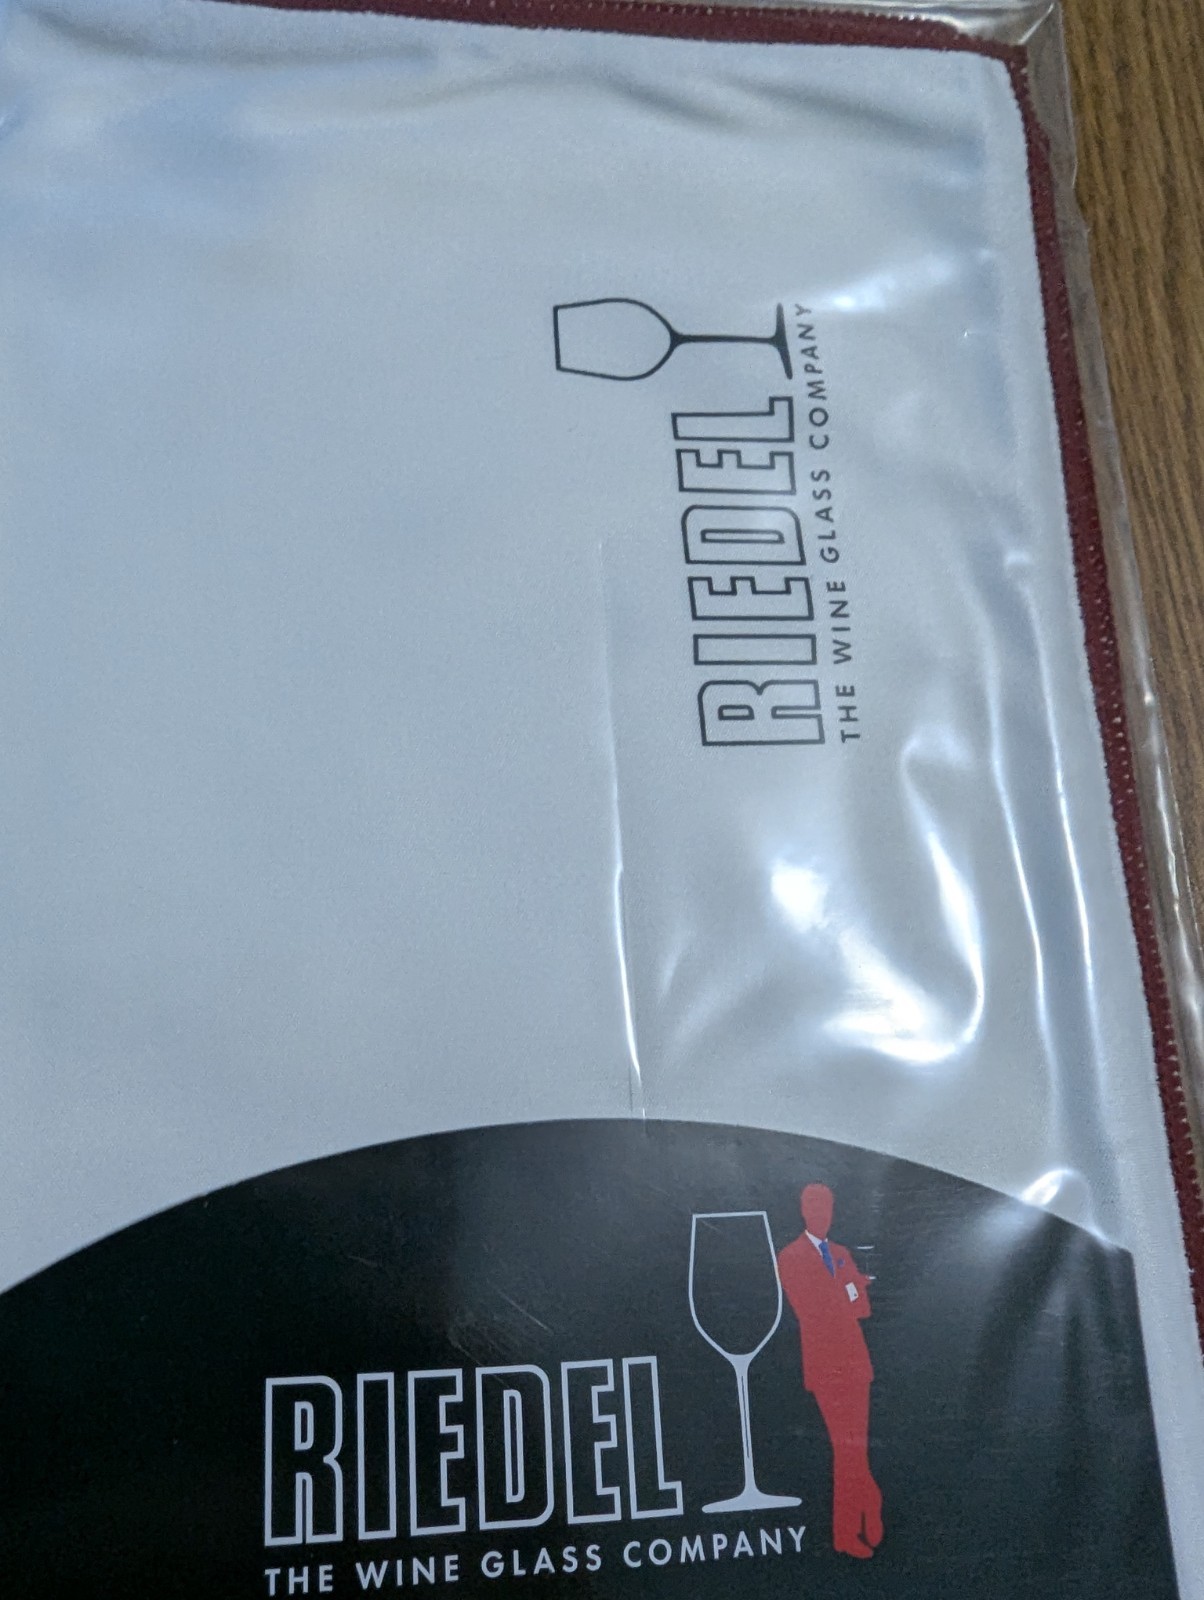 RIEDEL
THE WINE GLASS COMPANY
RIEDEL
THE WINE GLASS COMPANY